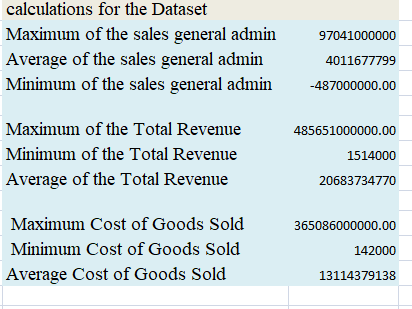 calculations for the Dataset
Maximum of the sales general admin 97041000000
Average of the sales general admin 4011677799
Minimum of the sales general admin -487000000.00
Maximum of the Total Revenue 485651000000.00
Minimum of the Total Revenue 1514000
Average of the Total Revenue 20683734770
Maximum Cost of Goods Sold 365086000000.00
Minimum Cost of Goods Sold 142000
Average Cost of Goods Sold 13114379138